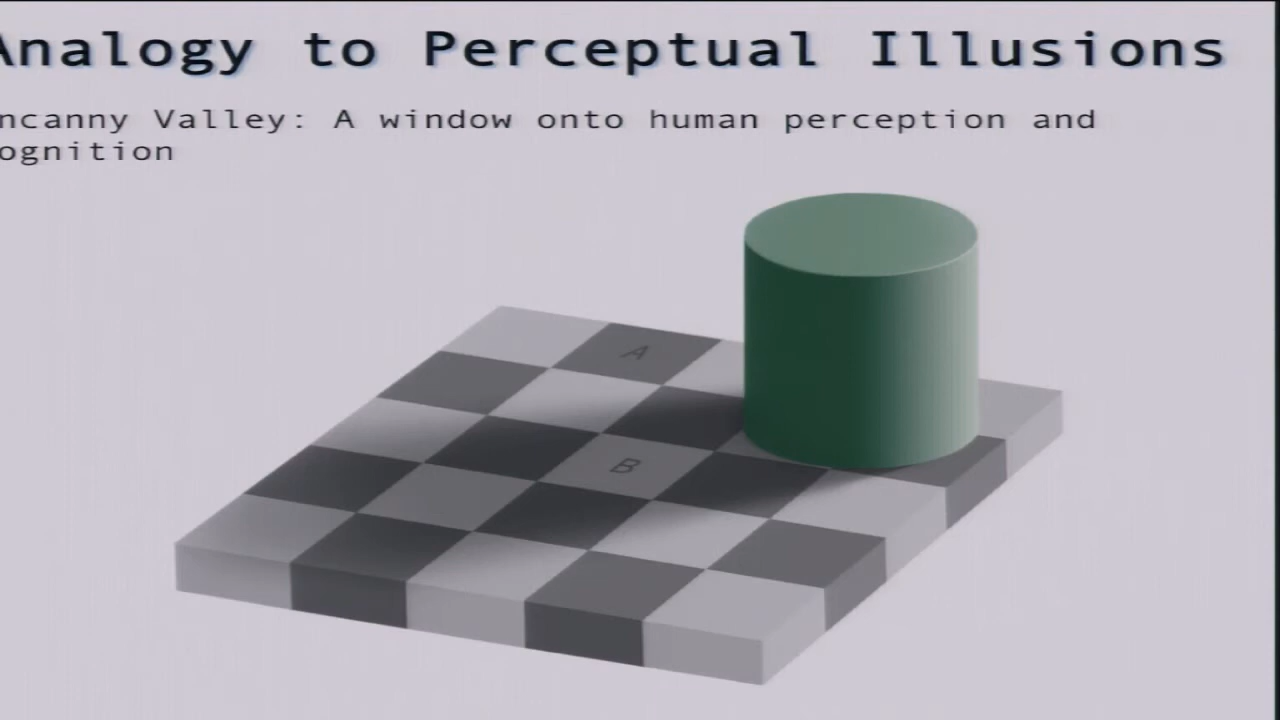 Analogy to Perceptual Illusions
ncanny Valley: A window onto human perception and
ognition
A
B